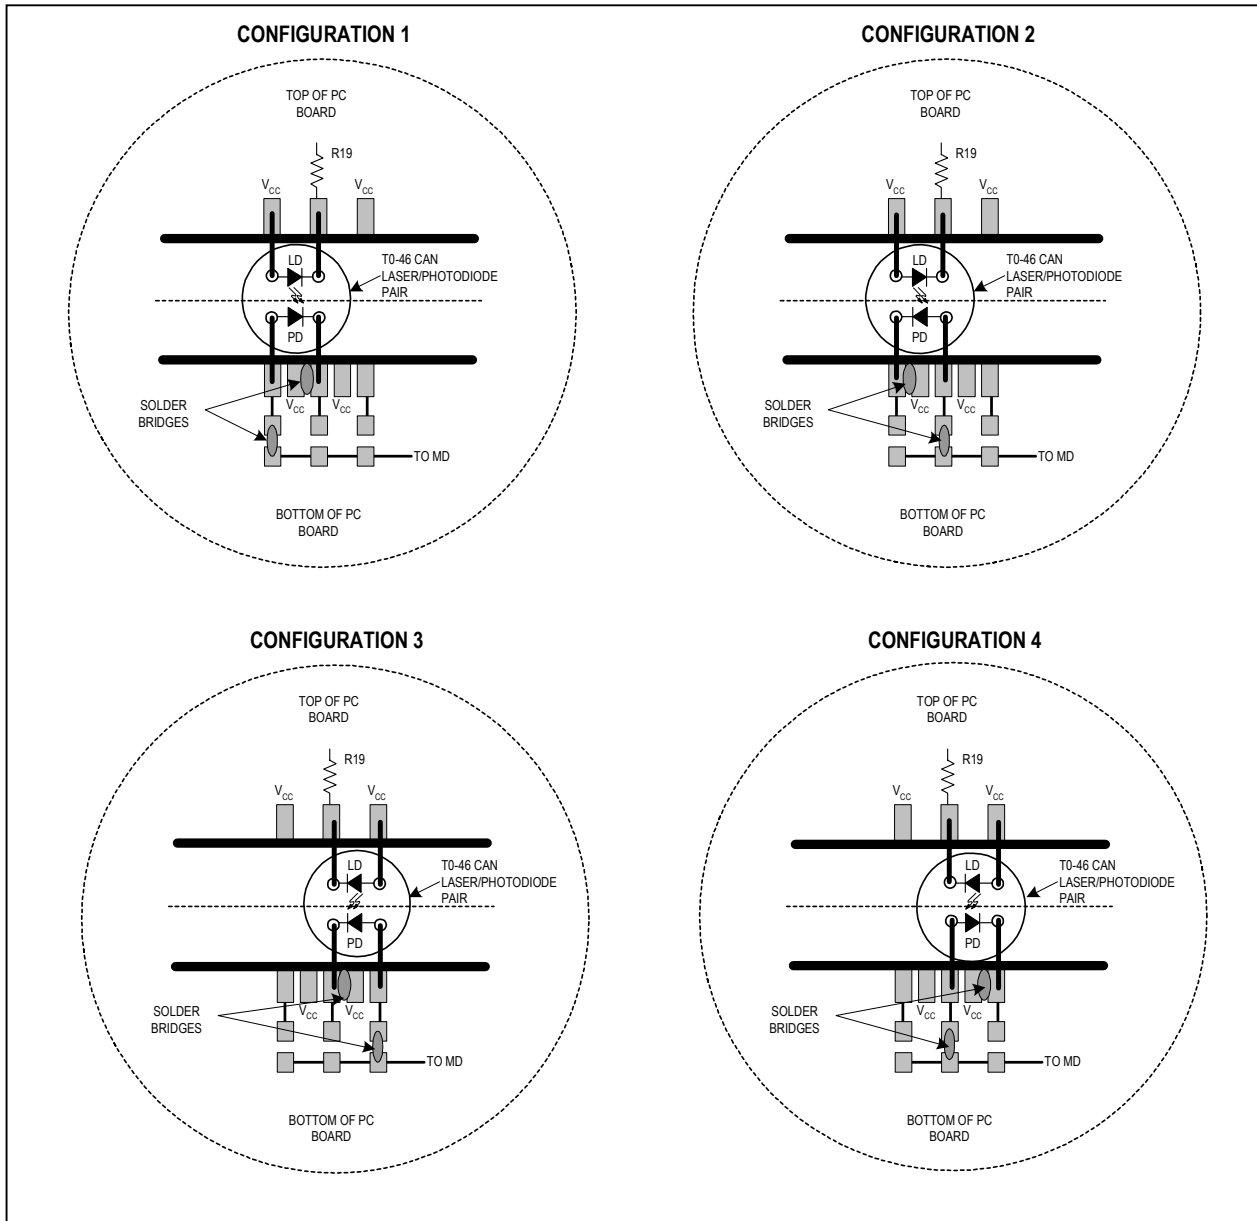 CONFIGURATION 1
TOP OF PC
BOARD
R19
VCC
VCC
LD
T0-46 CAN
LASER/PHOTODIODE
PAIR
PD
SOLDER
BRIDGES
VCC
VCC
TO MD
BOTTOM OF PC
BOARD
CONFIGURATION 2
TOP OF PC
BOARD
R19
VCC
VCC
LD
T0-46 CAN
LASER/PHOTODIODE
PAIR
PD
SOLDER
BRIDGES
VCC
VCC
TO MD
BOTTOM OF PC
BOARD
CONFIGURATION 3
TOP OF PC
BOARD
R19
VCC
VCC
LD
T0-46 CAN
LASER/PHOTODIODE
PAIR
PD
SOLDER
BRIDGES
VCC
VCC
TO MD
BOTTOM OF PC
BOARD
CONFIGURATION 4
TOP OF PC
BOARD
R19
VCC
VCC
LD
T0-46 CAN
LASER/PHOTODIODE
PAIR
PD
SOLDER
BRIDGES
VCC
VCC
TO MD
BOTTOM OF PC
BOARD